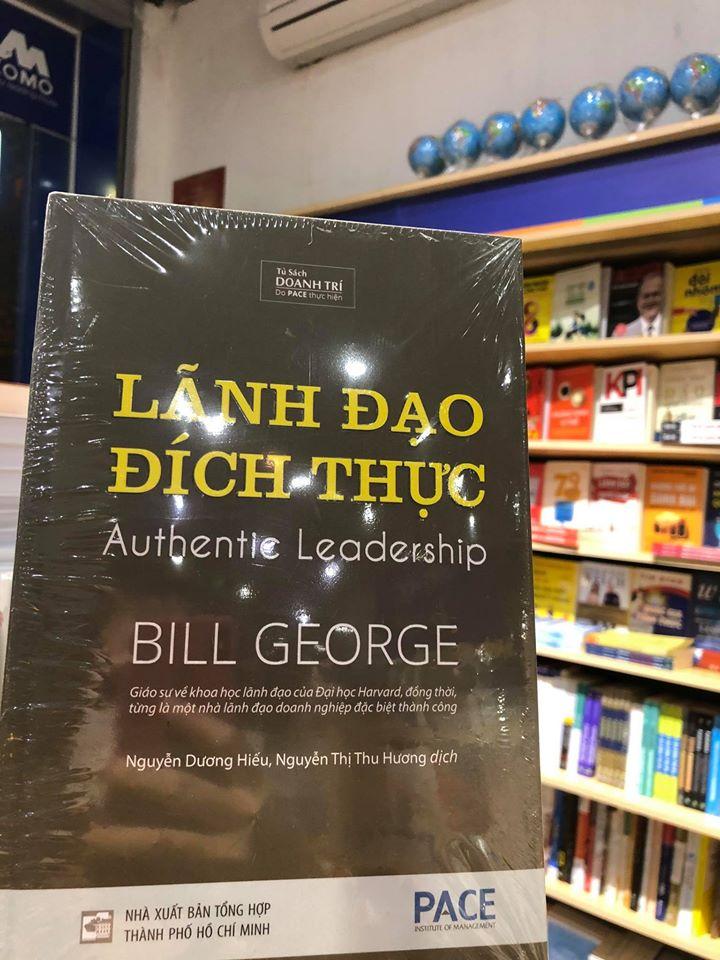 OMO
Tủ Sách
DOANH TRÍ
Do PACE thực hiện
LÃNH ĐẠO
ĐÍCH THỰC
Authentic Leadership
BILL GEORGE
Giáo sư về khoa học lãnh đạo của Đại học Harvard, đồng thời,
từng là một nhà lãnh đạo doanh nghiệp đặc biệt thành công
Nguyễn Dương Hiếu, Nguyễn Thị Thu Hương dịch
NHÀ XUẤT BẢN TỔNG HỢP
THÀNH PHỐ HỒ CHÍ MINH
PACE
INSTITUTE OF MANAGEMENT
KPI